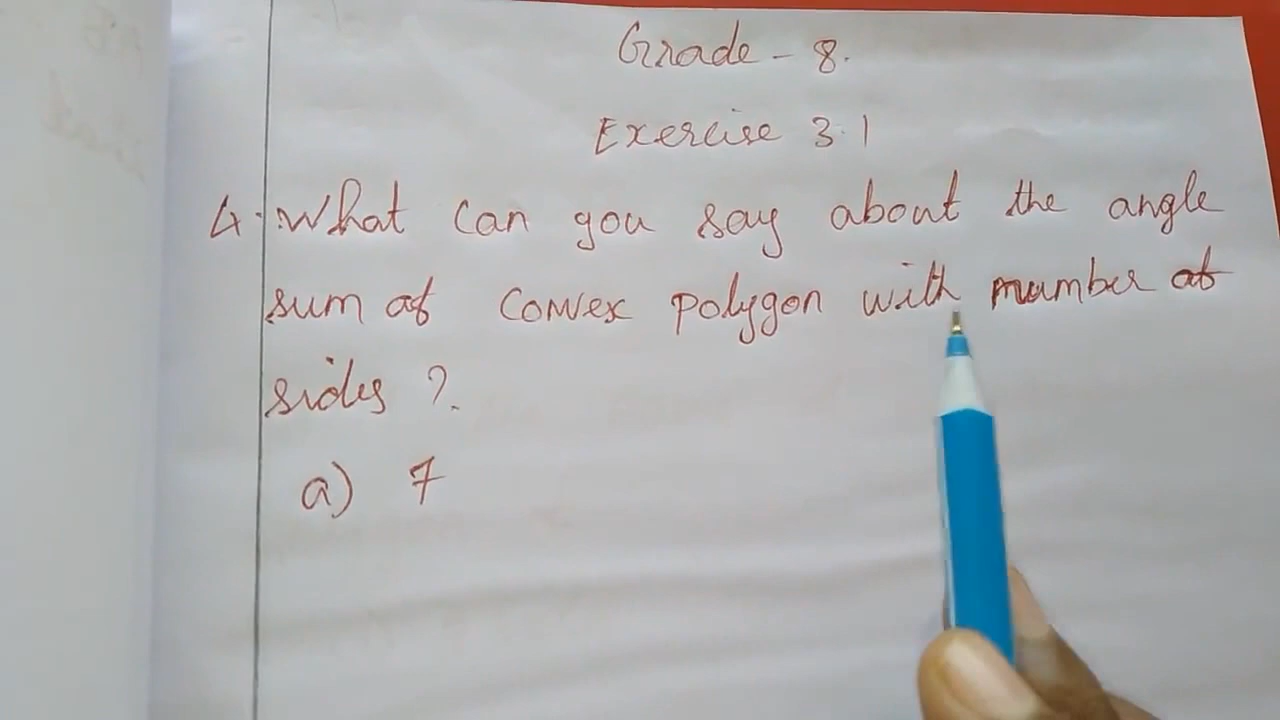 Grade - 8.
Exercise 3.1
4. What can you say about the angle
sum of convex polygon with number of
sides ?.
a) 7